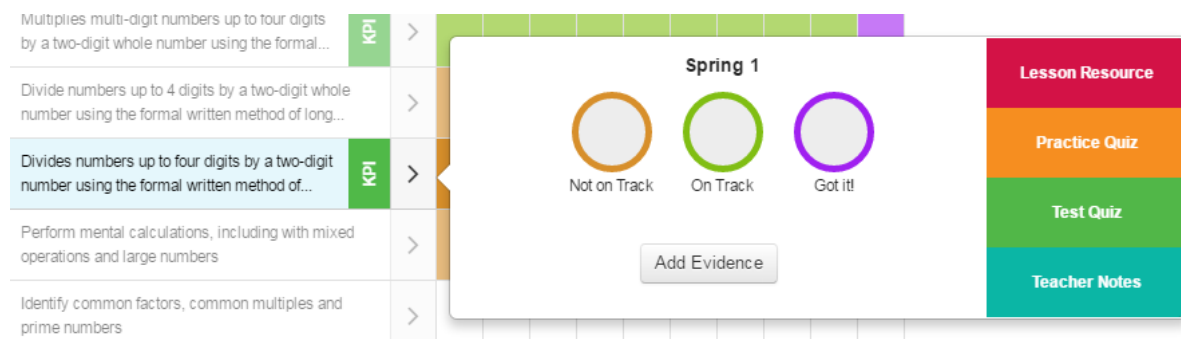 Multiplies multi-digit numbers up to four digits
by a two-digit whole number using the formal...
KPI
Divide numbers up to 4 digits by a two-digit whole
number using the formal written method of long...
Divides numbers up to four digits by a two-digit
number using the formal written method of...
KPI
Perform mental calculations, including with mixed
operations and large numbers
Identify common factors, common multiples and
prime numbers
Spring 1
Not on Track
On Track
Got it!
Add Evidence
Lesson Resource
Practice Quiz
Test Quiz
Teacher Notes